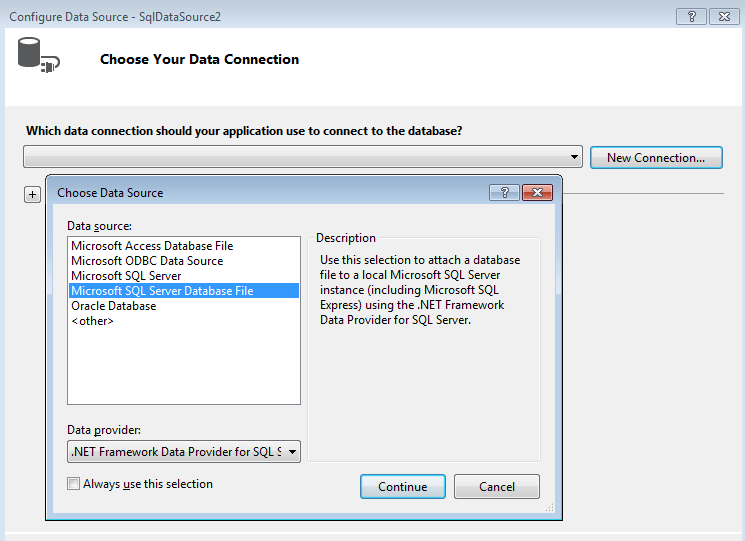 Configure Data Source - SqlDataSource2
Choose Your Data Connection
Which data connection should your application use to connect to the database?
New Connection...
+
Choose Data Source
Data source:
Microsoft Access Database File
Microsoft ODBC Data Source
Microsoft SQL Server
Microsoft SQL Server Database File
Oracle Database
<other>
Description
Use this selection to attach a database
file to a local Microsoft SQL Server
instance (including Microsoft SQL
Express) using the .NET Framework
Data Provider for SQL Server.
Data provider:
.NET Framework Data Provider for SQL S
Always use this selection
Continue
Cancel